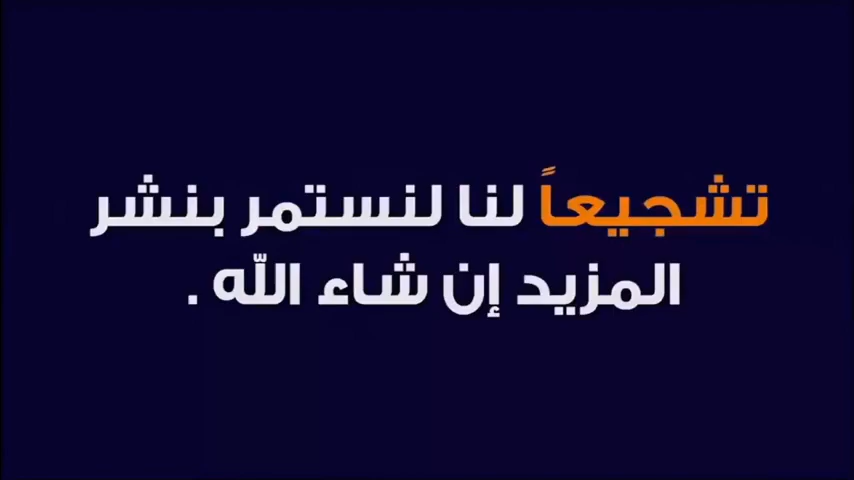 تشجيعاً لنا لنستمر بنشر
المزيد إن شاء الله .